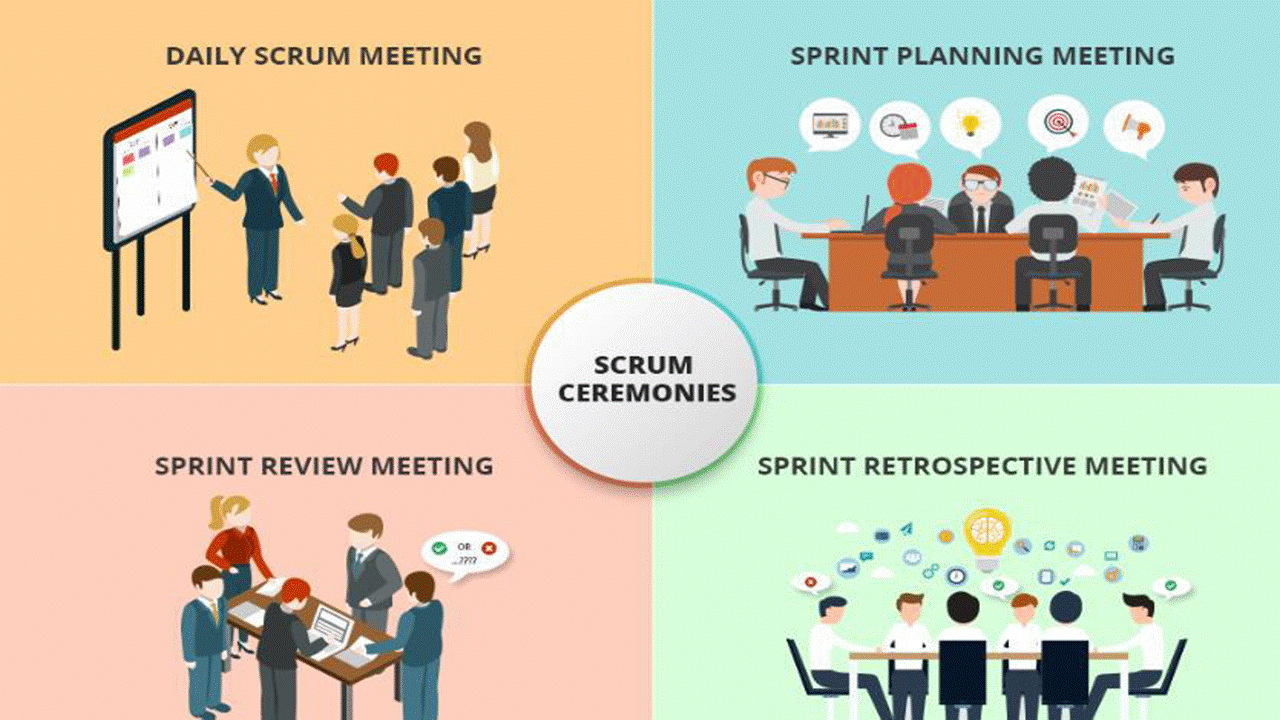 DAILY SCRUM MEETING
SPRINT PLANNING MEETING
SCRUM
CEREMONIES
SPRINT REVIEW MEETING
SPRINT RETROSPECTIVE MEETING
OR
...????